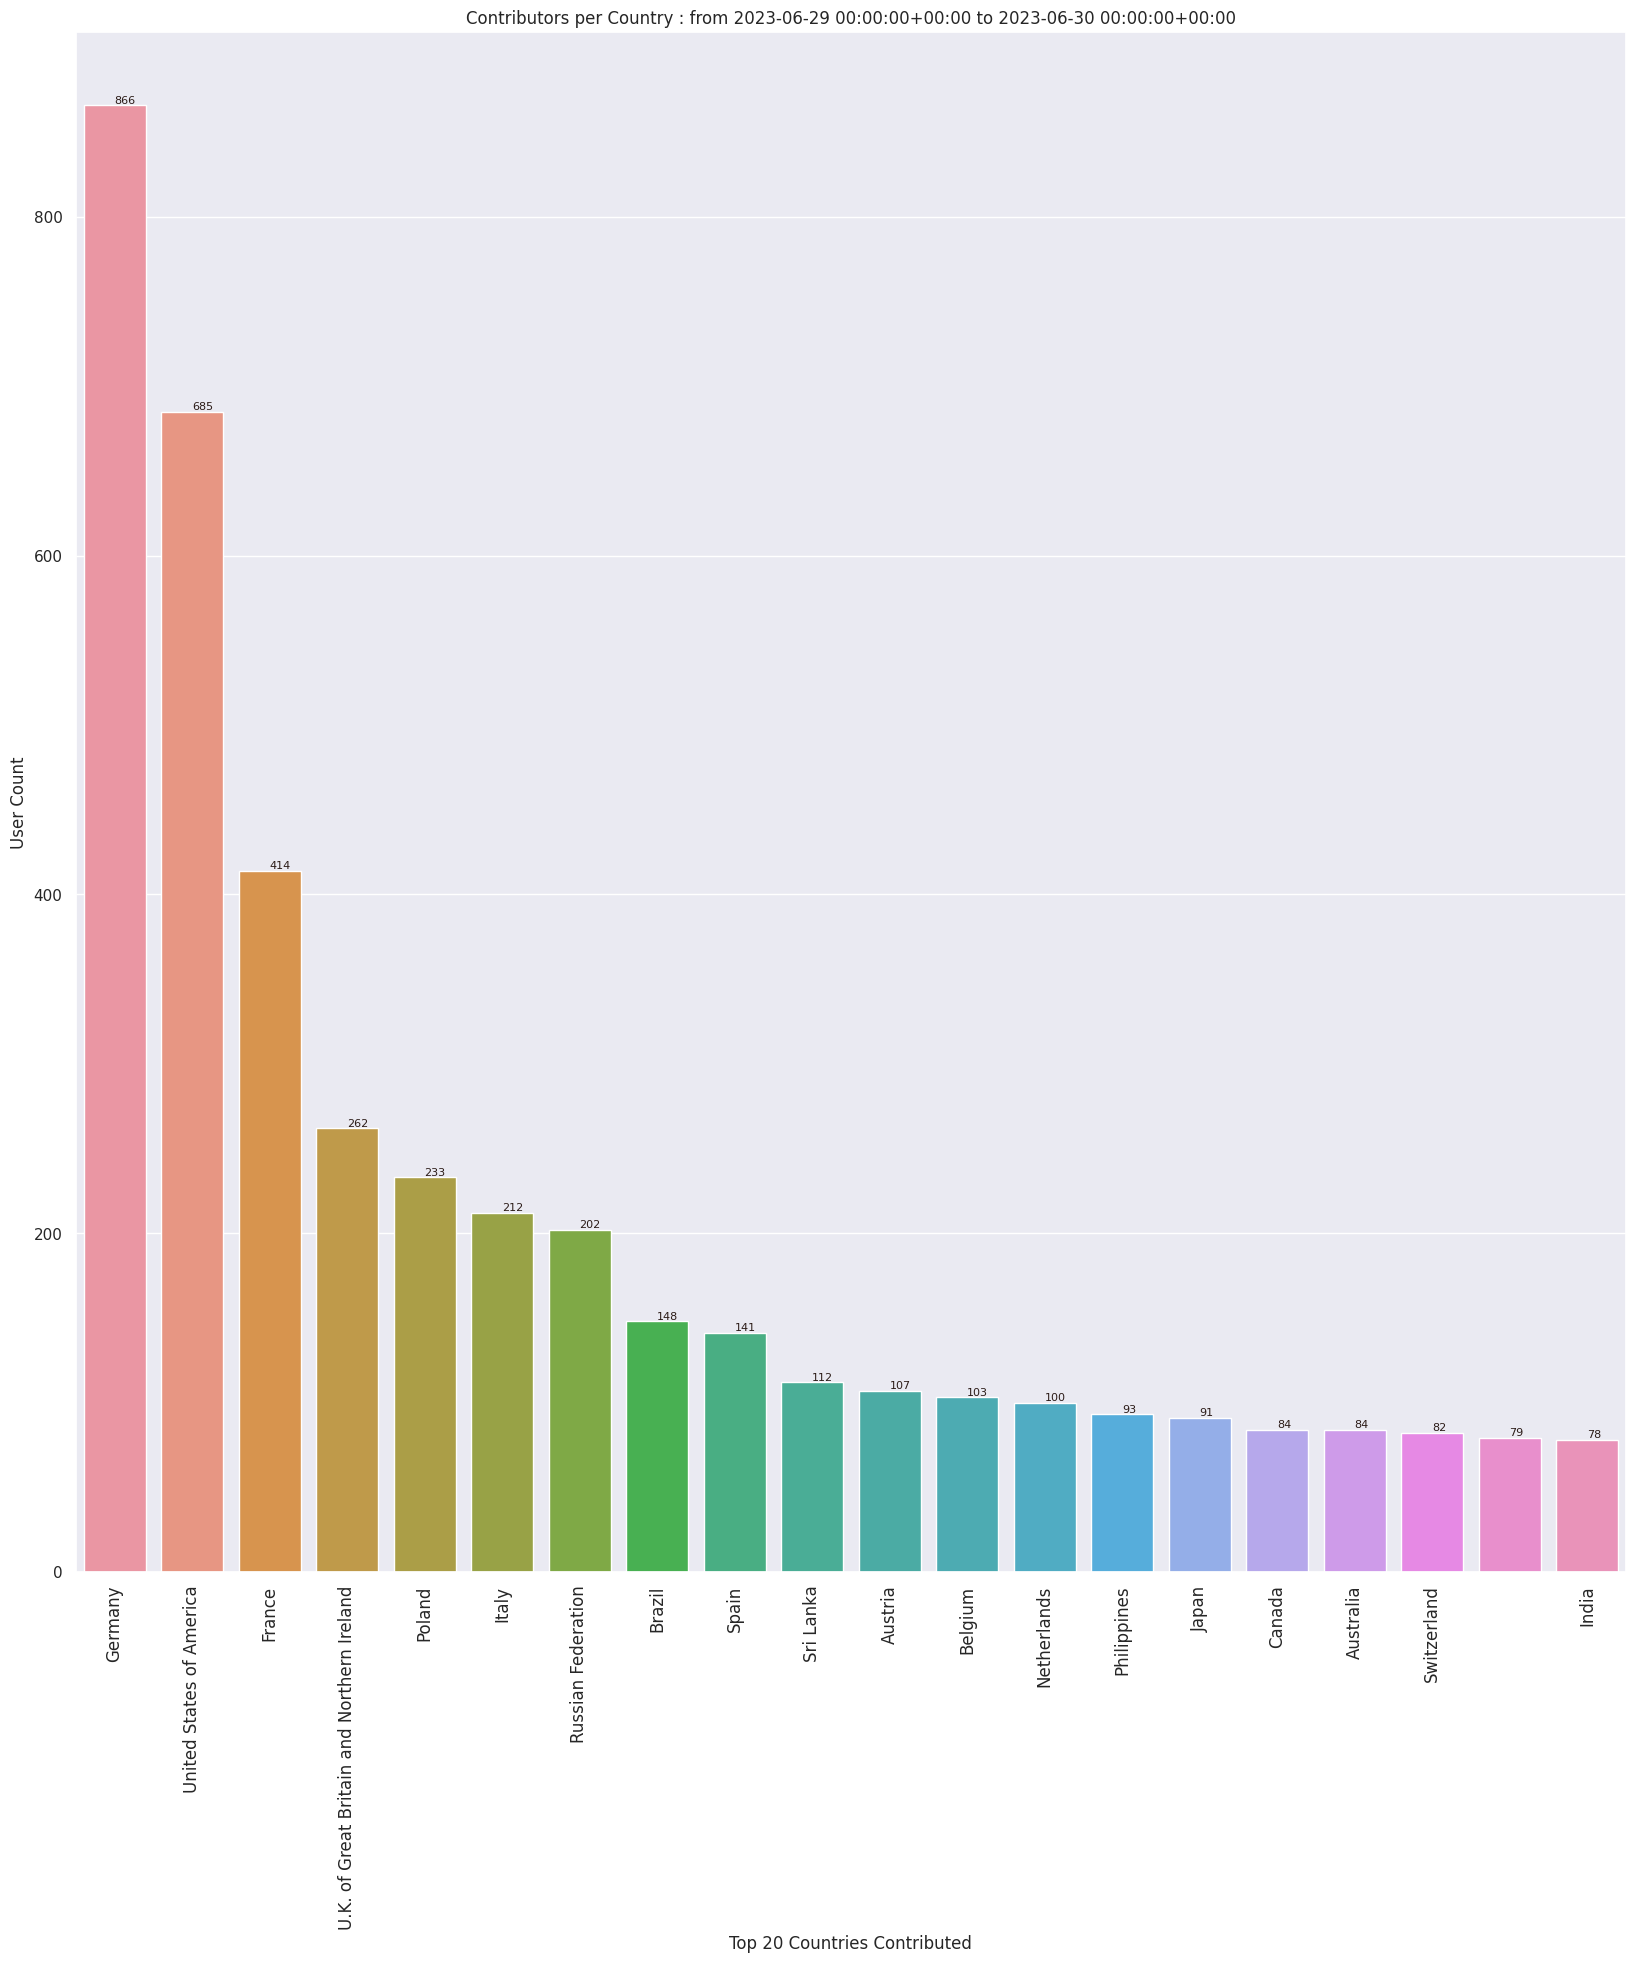 Contributors per Country : from 2023-06-29 00:00:00+00:00 to 2023-06-30 00:00:00+00:00
User Count
800
600
400
200
0
866
685
414
262
233
212
202
148
141
112
107
103
100
93
91
84
84
82
79
78
Germany
United States of America
France
U.K. of Great Britain and Northern Ireland
Poland
Italy
Russian Federation
Brazil
Spain
Sri Lanka
Austria
Belgium
Netherlands
Philippines
Japan
Canada
Australia
Switzerland
India
Top 20 Countries Contributed